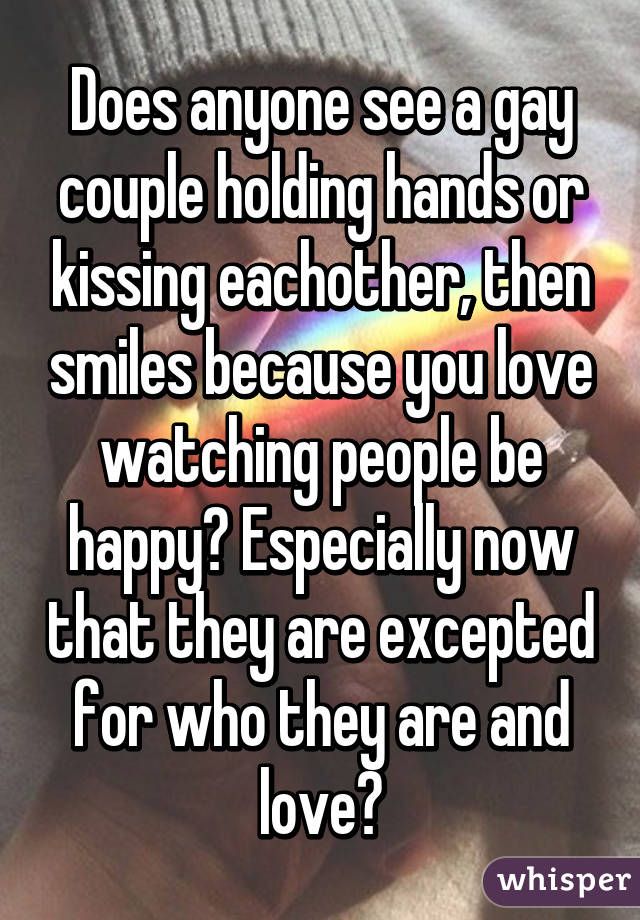 Does anyone see a gay
couple holding hands or
kissing eachother, then
smiles because you love
watching people be
happy? Especially now
that they are excepted
for who they are and
love?
whisper